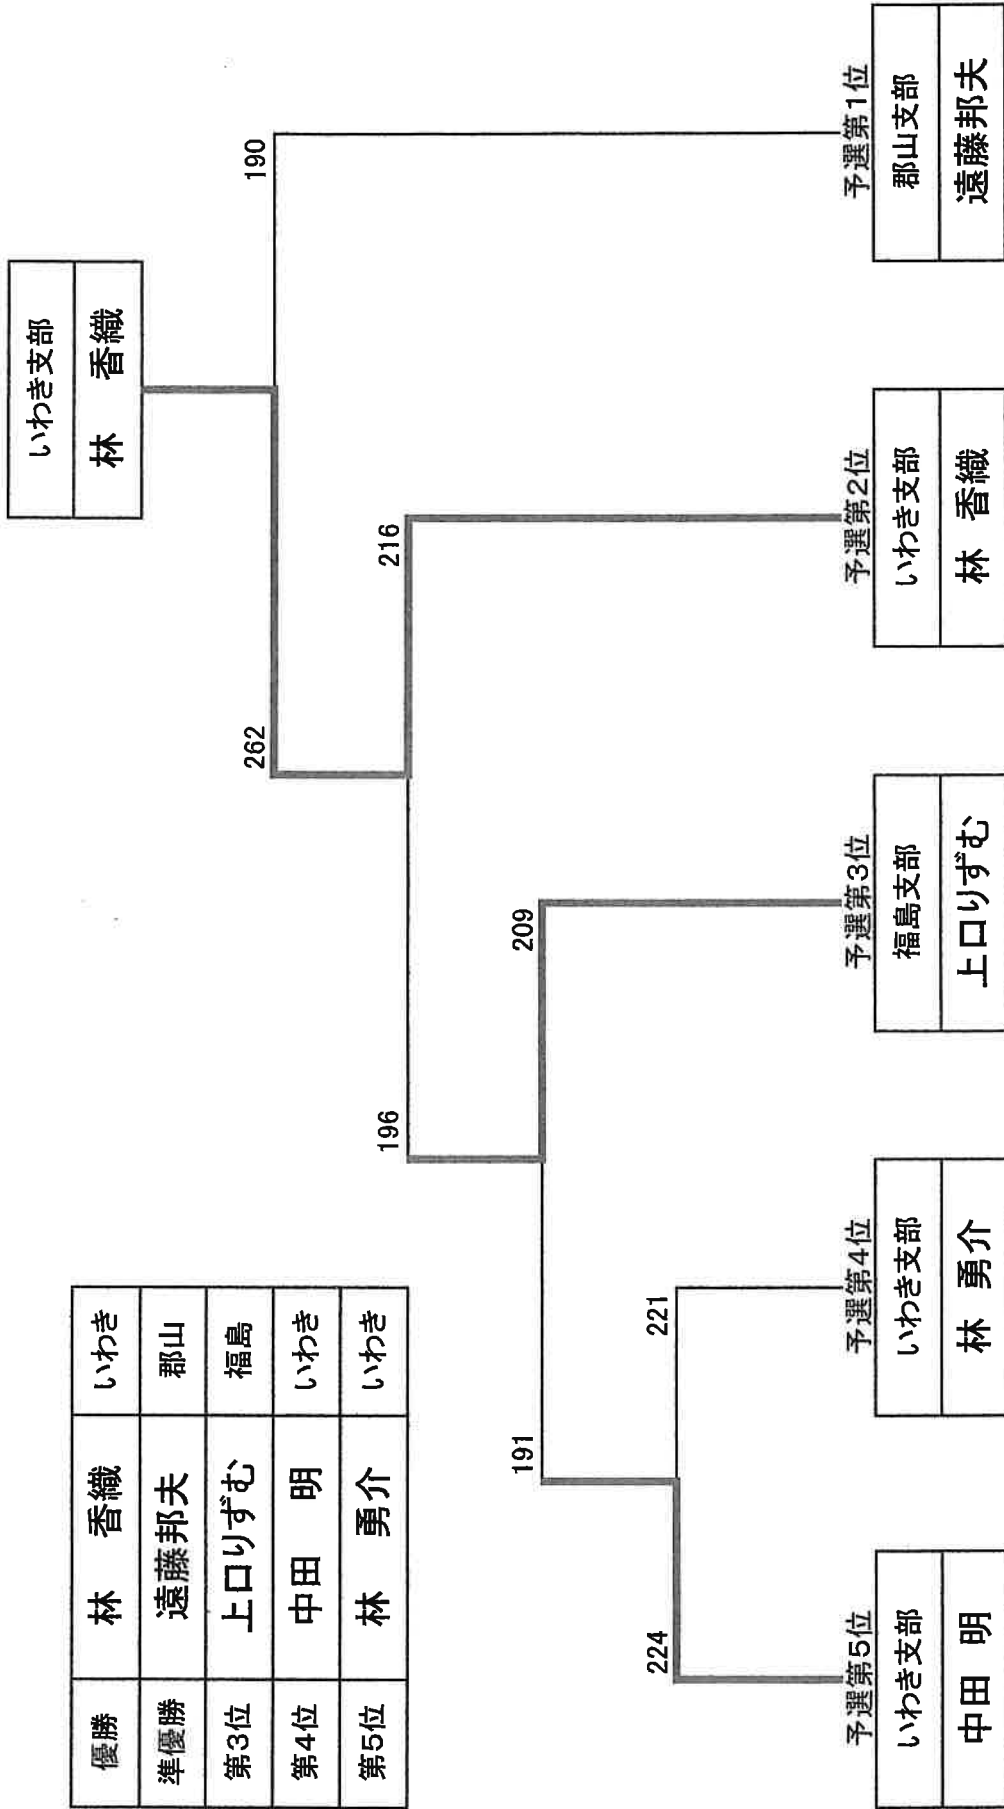 いわき支部
林　香織
優勝 林　香織 いわき
準優勝 遠藤邦夫 郡山
第3位 上口りずむ 福島
第4位 中田　明 いわき
第5位 林　勇介 いわき
262 190
196 216
191 209
224 221
予選第5位 予選第4位 予選第3位 予選第2位 予選第1位
いわき支部 いわき支部 福島支部 いわき支部 郡山支部
中田　明 林　勇介 上口りずむ 林　香織 遠藤邦夫